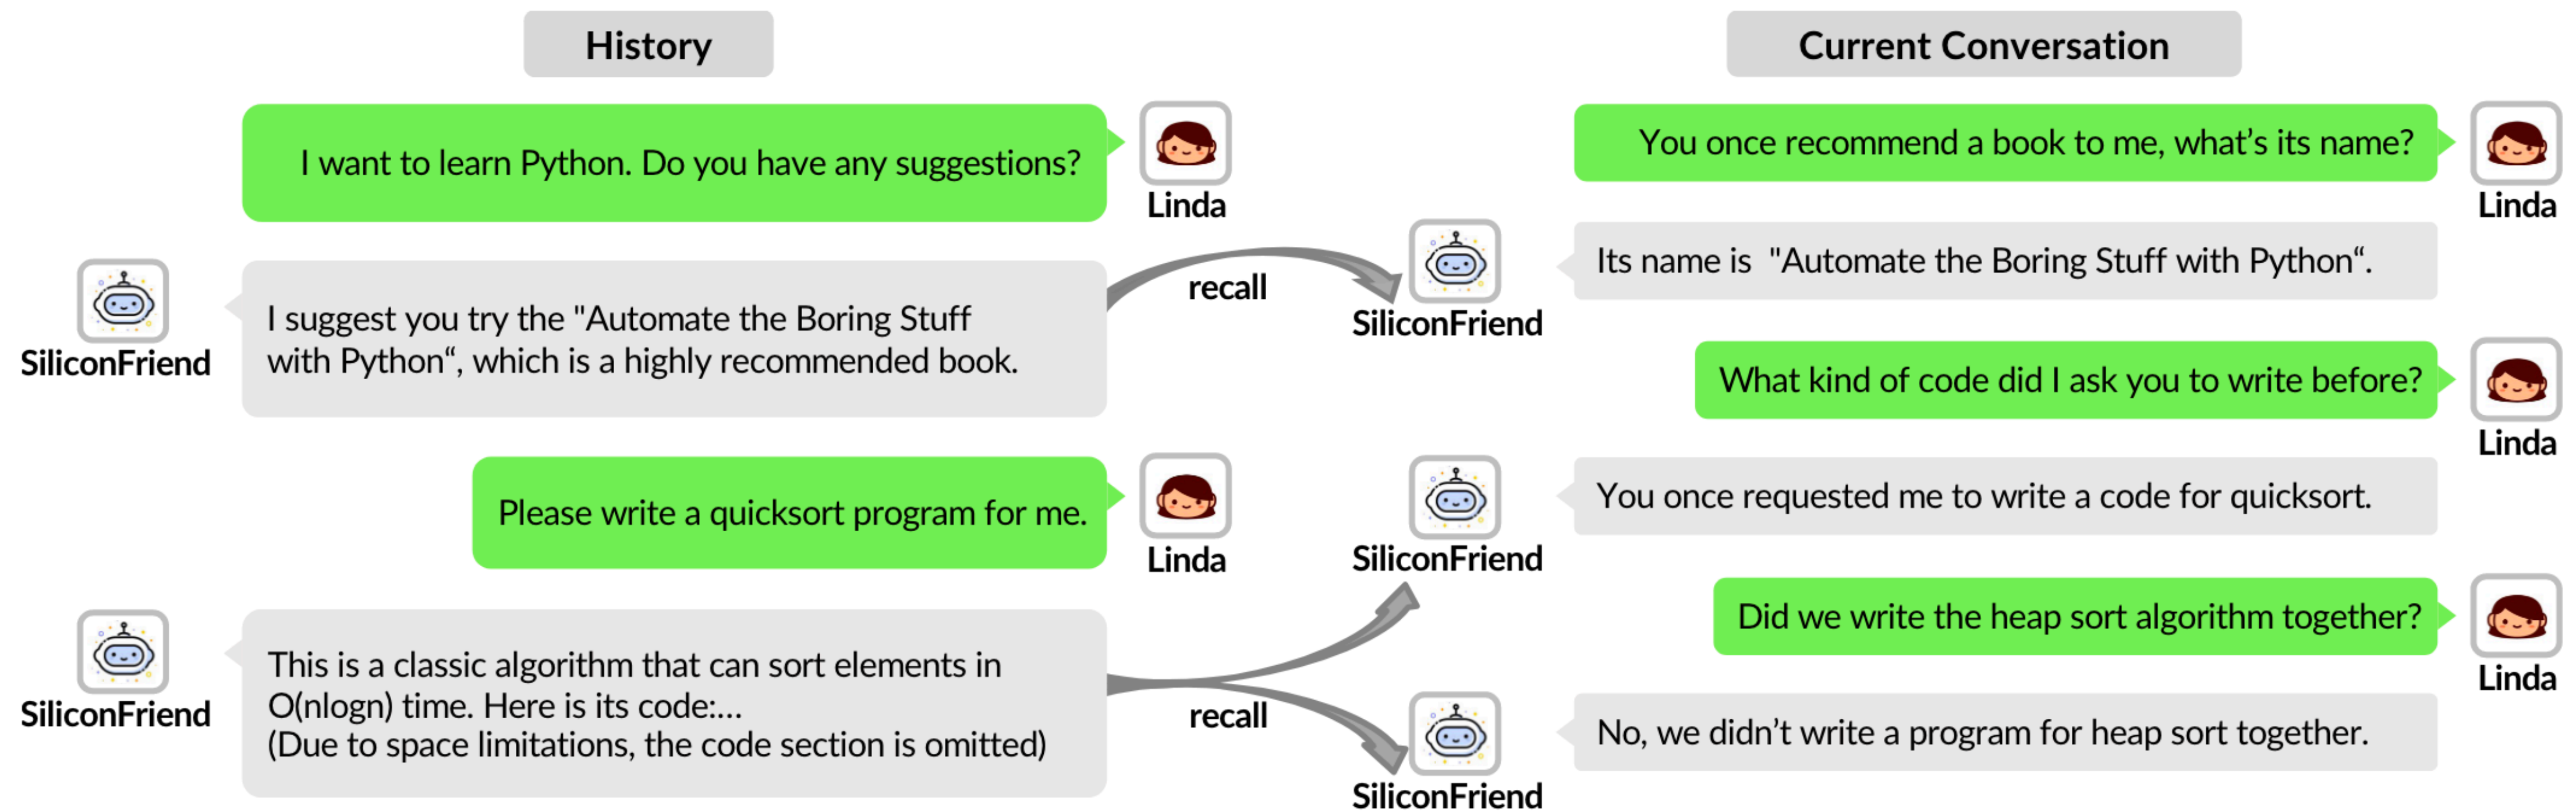 History
I want to learn Python. Do you have any suggestions?
Linda
SiliconFriend
I suggest you try the "Automate the Boring Stuff
with Python“, which is a highly recommended book.
recall
Please write a quicksort program for me.
Linda
SiliconFriend
This is a classic algorithm that can sort elements in
O(nlogn) time. Here is its code:...
(Due to space limitations, the code section is omitted)
recall
Current Conversation
You once recommend a book to me, what’s its name?
Linda
SiliconFriend
Its name is "Automate the Boring Stuff with Python“.
What kind of code did I ask you to write before?
Linda
SiliconFriend
You once requested me to write a code for quicksort.
Did we write the heap sort algorithm together?
Linda
SiliconFriend
No, we didn’t write a program for heap sort together.